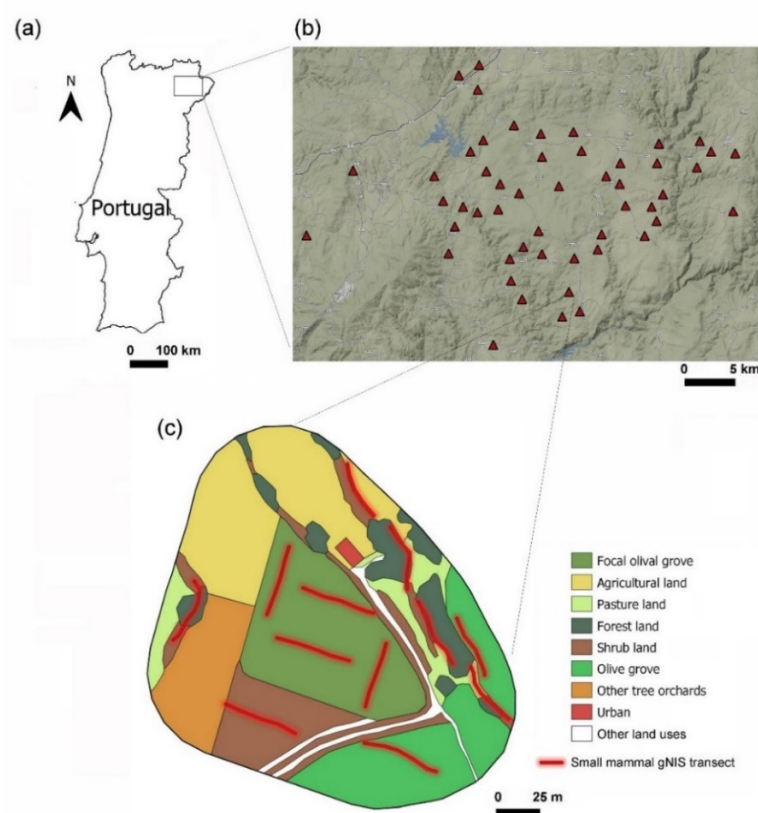 (a)
(b)
N
Portugal
0 100 km
0 5 km
(c)
Focal olival grove
Agricultural land
Pasture land
Forest land
Shrub land
Olive grove
Other tree orchards
Urban
Other land uses
Small mammal gNIS transect
0 25 m